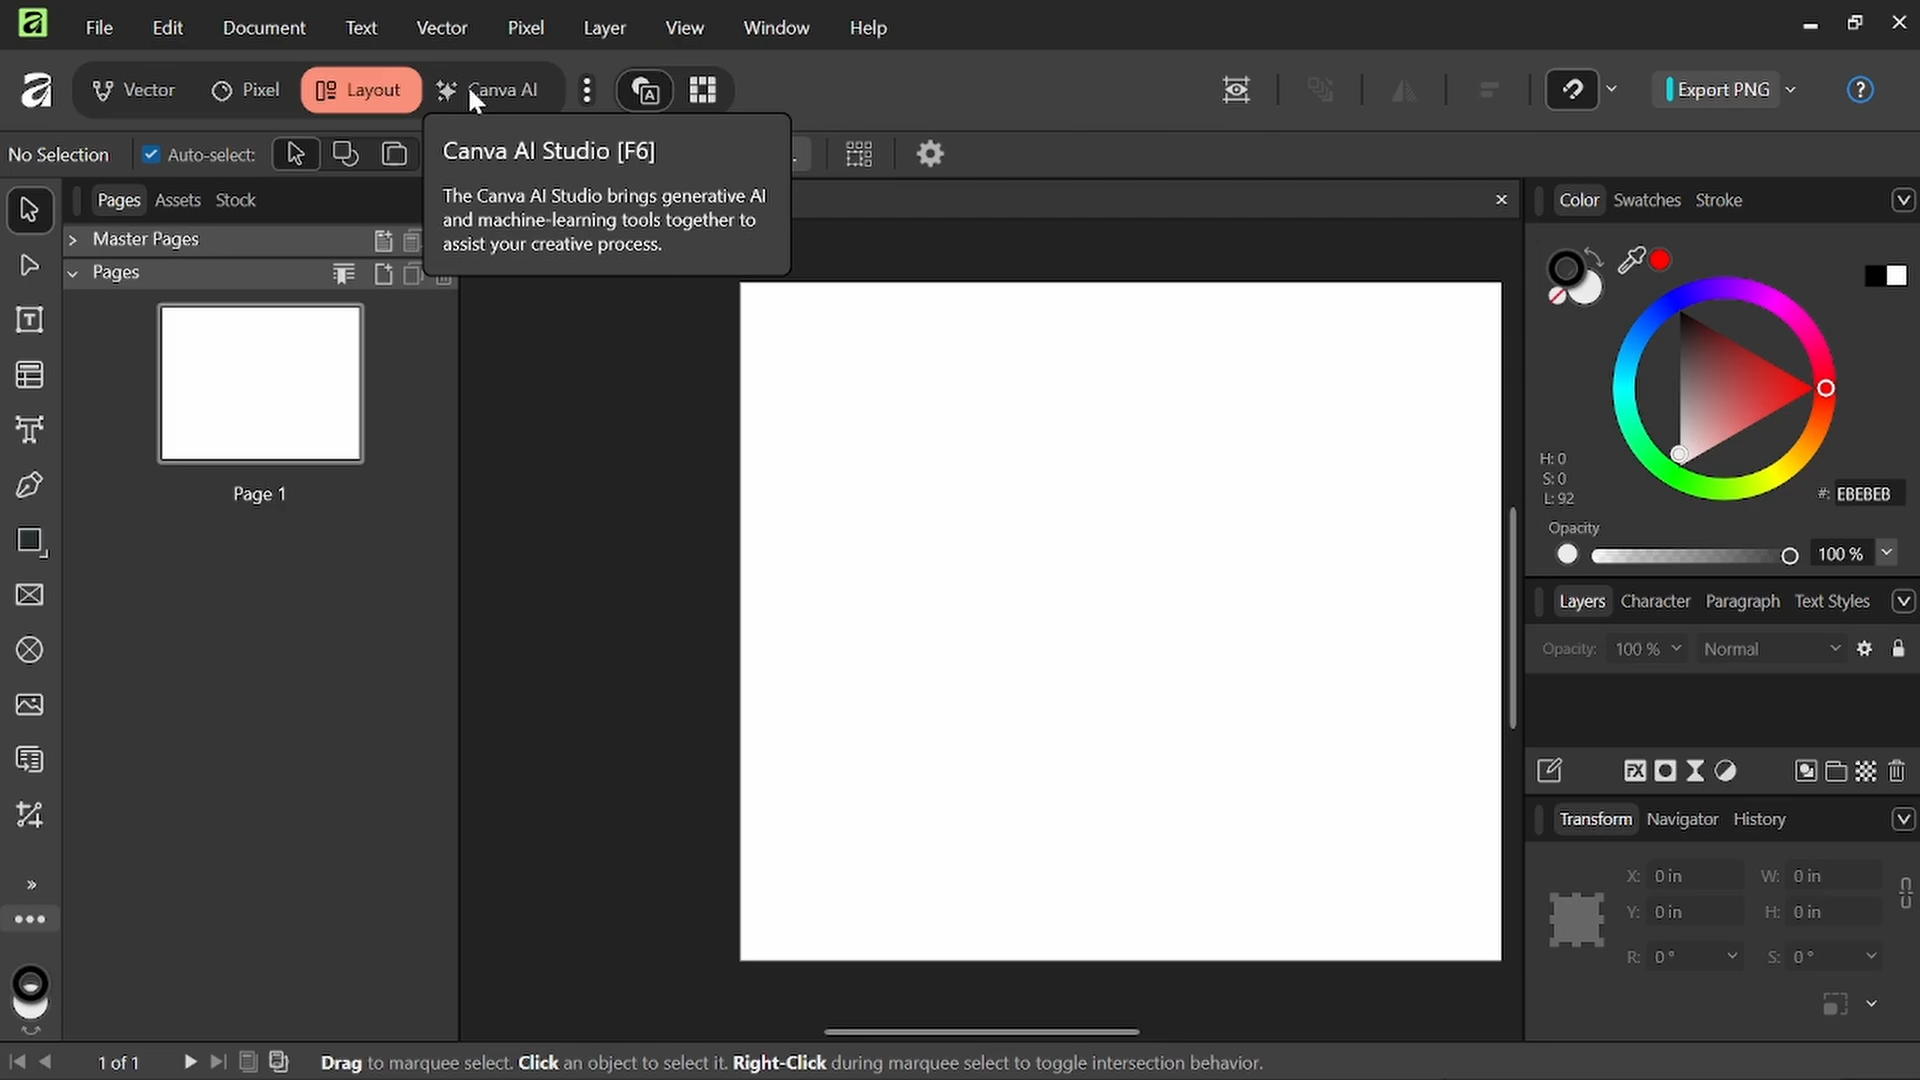 File Edit Document Text Vector Pixel Layer View Window Help
Vector Pixel Layout Canva AI Export PNG ?
No Selection Auto-select:
Canva AI Studio [F6]
The Canva AI Studio brings generative AI
and machine-learning tools together to
assist your creative process.
Pages Assets Stock
Master Pages
Pages
Page 1
Color Swatches Stroke
H: 0
S: 0
L: 92
#: EBEBEB
Opacity
100 %
Layers Character Paragraph Text Styles
Opacity: 100 % Normal
Transform Navigator History
X: 0 in W: 0 in
Y: 0 in H: 0 in
R: 0 ° S: 0 °
1 of 1 Drag to marquee select. Click an object to select it. Right-Click during marquee select to toggle intersection behavior.